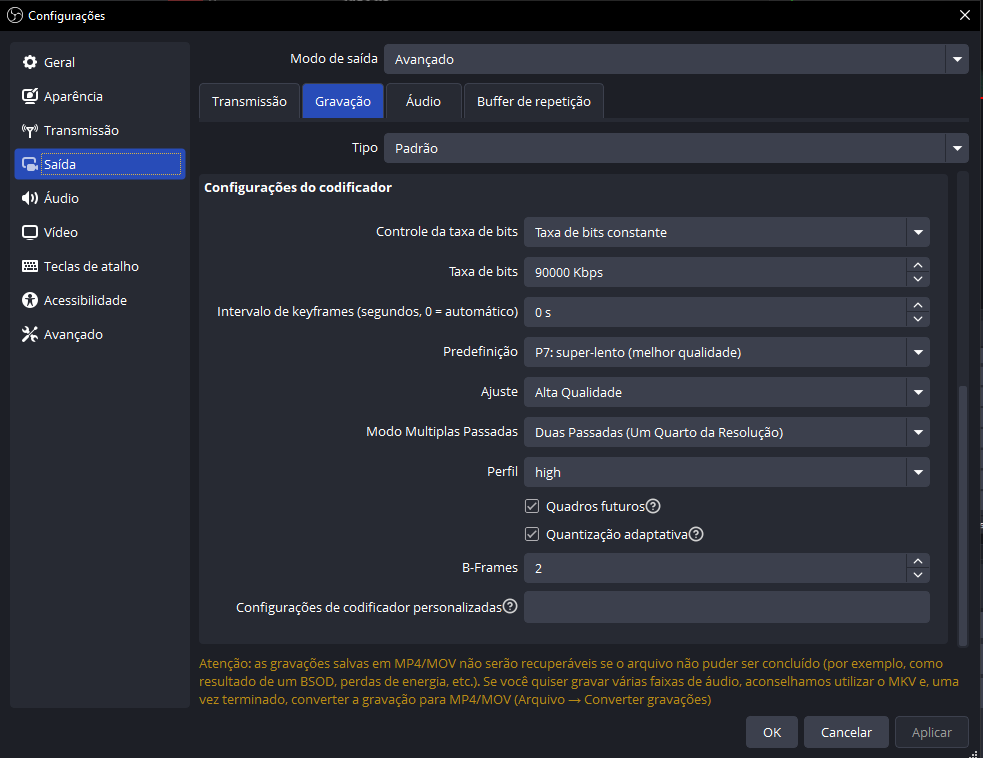 Configurações
Geral
Aparência
Transmissão
Saída
Áudio
Vídeo
Teclas de atalho
Acessibilidade
Avançado
Modo de saída Avançado
Transmissão Gravação Áudio Buffer de repetição
Tipo Padrão
Configurações do codificador
Controle da taxa de bits Taxa de bits constante
Taxa de bits 90000 Kbps
Intervalo de keyframes (segundos, 0 = automático) 0 s
Predefinição P7: super-lento (melhor qualidade)
Ajuste Alta Qualidade
Modo Multiplas Passadas Duas Passadas (Um Quarto da Resolução)
Perfil high
Quadros futuros
Quantização adaptativa
B-Frames 2
Configurações de codificador personalizadas
Atenção: as gravações salvas em MP4/MOV não serão recuperáveis se o arquivo não puder ser concluído (por exemplo, como
resultado de um BSOD, perdas de energia, etc.). Se você quiser gravar várias faixas de áudio, aconselhamos utilizar o MKV e, uma
vez terminado, converter a gravação para MP4/MOV (Arquivo → Converter gravações)
OK Cancelar Aplicar